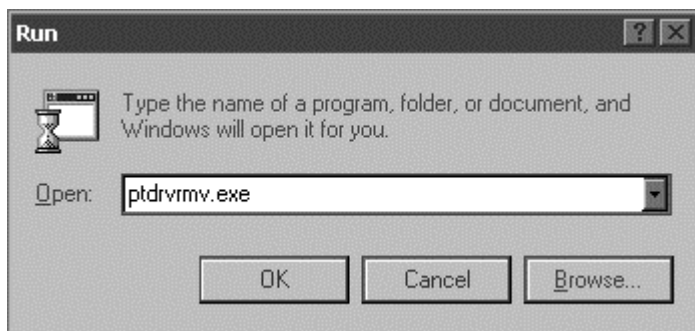 Run
Type the name of a program, folder, or document, and
Windows will open it for you.
Open: ptdrvrmv.exe
OK Cancel Browse...